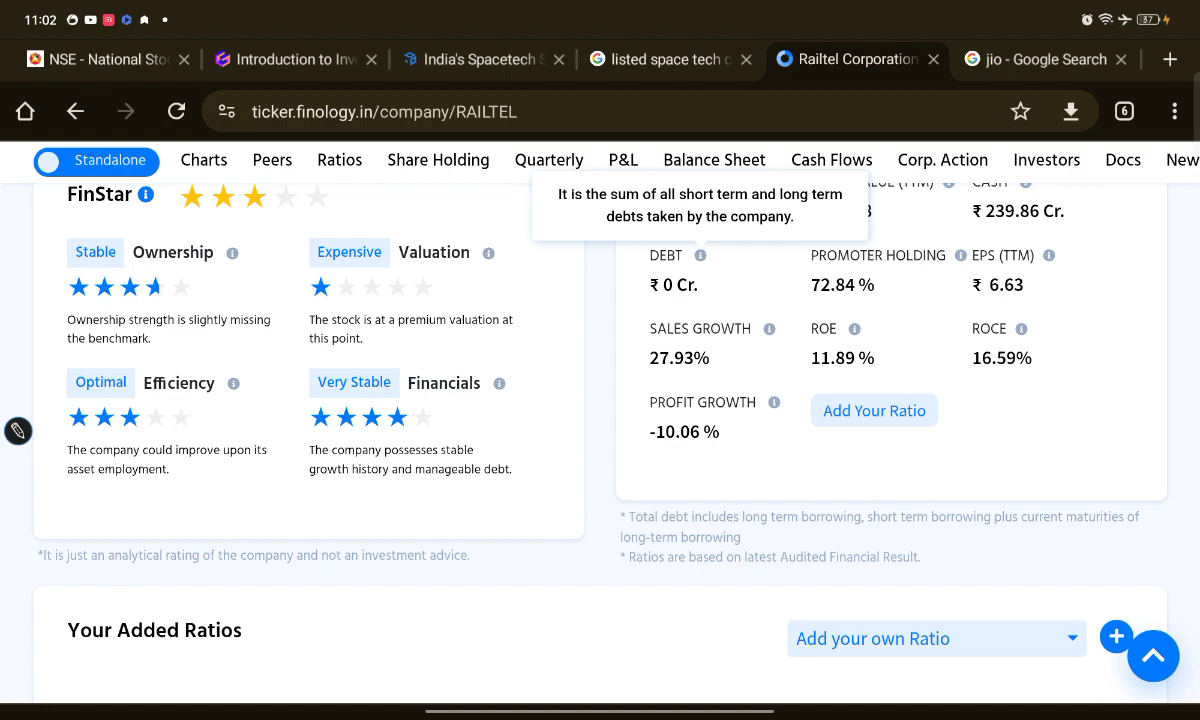 11:02
37
NSE - National Sto
Introduction to Inv
India's Spacetech S
listed space tech c
Railtel Corporation
jio - Google Search
ticker.finology.in/company/RAILTEL
6
Standalone Charts Peers Ratios Share Holding Quarterly P&L Balance Sheet Cash Flows Corp. Action Investors Docs New
FinStar
Stable Ownership
Ownership strength is slightly missing
the benchmark.
Expensive Valuation
The stock is at a premium valuation at
this point.
Optimal Efficiency
The company could improve upon its
asset employment.
Very Stable Financials
The company possesses stable
growth history and manageable debt.
*It is just an analytical rating of the company and not an investment advice.
It is the sum of all short term and long term
debts taken by the company.
(TTM)
CASH
₹ 239.86 Cr.
DEBT
₹ 0 Cr.
PROMOTER HOLDING
72.84 %
EPS (TTM)
₹ 6.63
SALES GROWTH
27.93%
ROE
11.89 %
ROCE
16.59%
PROFIT GROWTH
-10.06 %
Add Your Ratio
* Total debt includes long term borrowing, short term borrowing plus current maturities of
long-term borrowing
* Ratios are based on latest Audited Financial Result.
Your Added Ratios
Add your own Ratio